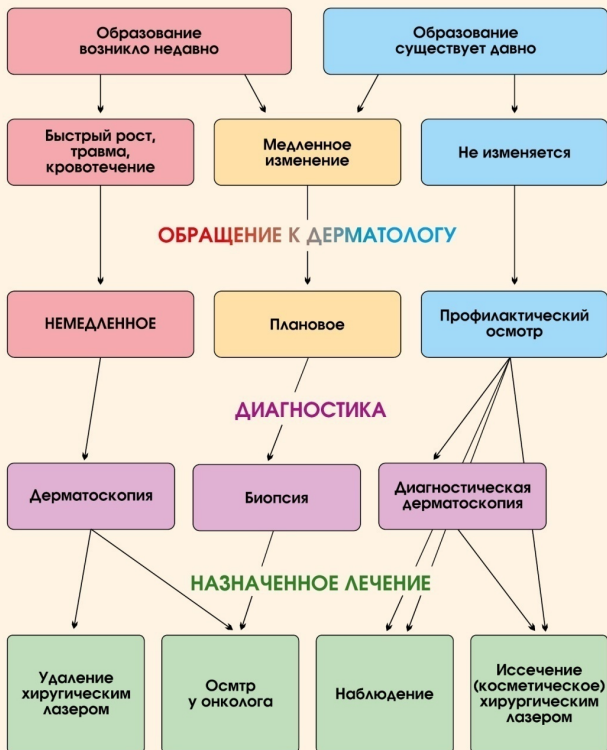 Образование
возникло недавно
Образование
существует давно
Быстрый рост,
травма,
кровотечение
Медленное
изменение
Не изменяется
ОБРАЩЕНИЕ К ДЕРМАТОЛОГУ
НЕМЕДЛЕННОЕ
Плановое
Профилактический
осмотр
ДИАГНОСТИКА
Дерматоскопия
Биопсия
Диагностическая
дерматоскопия
НАЗНАЧЕННОЕ ЛЕЧЕНИЕ
Удаление
хиругическим
лазером
Осмтр
у онколога
Наблюдение
Иссечение
(косметическое)
хирургическим
лазером